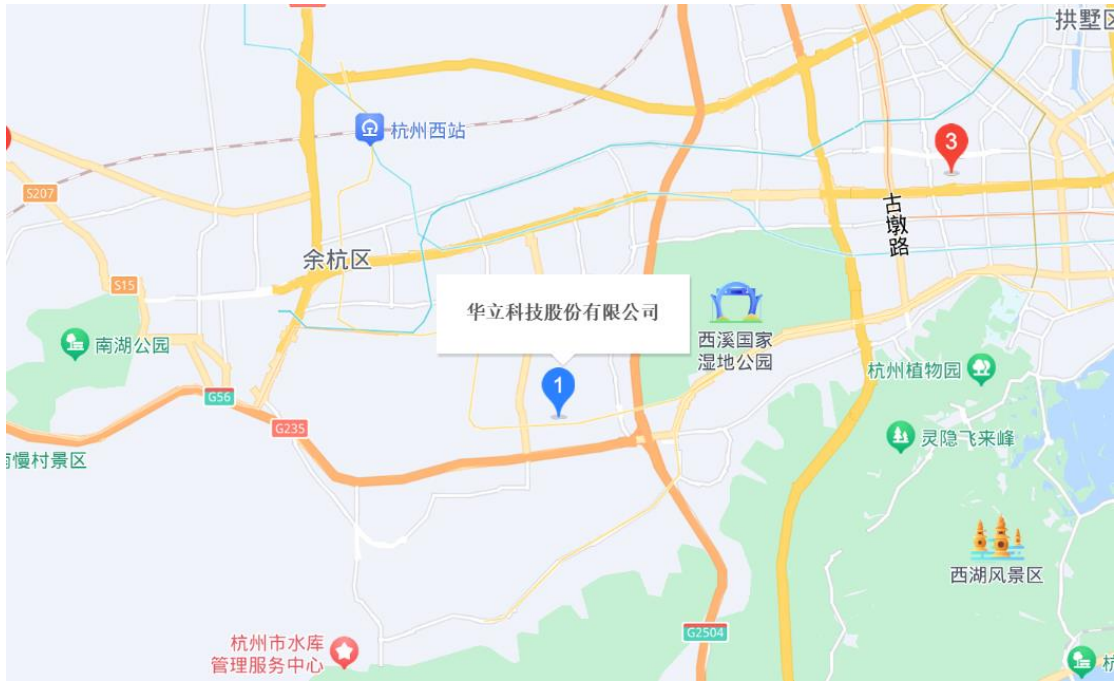 拱墅区
杭州西站
3
S207
古
墩
路
余杭区
S15
华立科技股份有限公司
南湖公园
西溪国家
湿地公园
杭州植物园
1
G56
G235
灵隐飞来峰
慢村景区
西湖风景区
G2504
杭州市水库
管理服务中心
杭